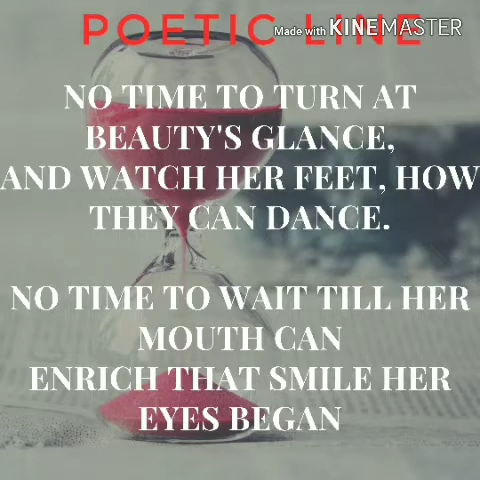 POETIC LINE
Made with KINEMASTER
NO TIME TO TURN AT
BEAUTY'S GLANCE,
AND WATCH HER FEET, HOW
THEY CAN DANCE.
NO TIME TO WAIT TILL HER
MOUTH CAN
ENRICH THAT SMILE HER
EYES BEGAN